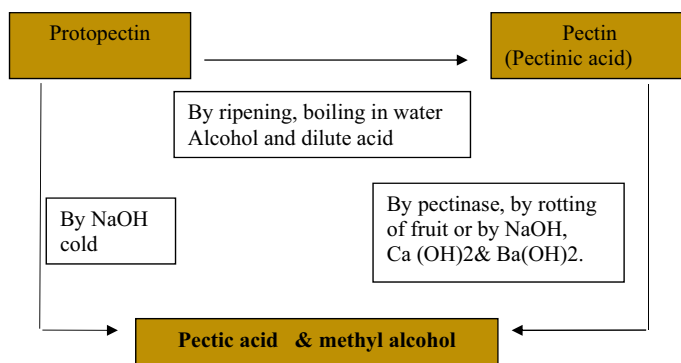 Protopectin
Pectin
(Pectinic acid)
By ripening, boiling in water
Alcohol and dilute acid
By NaOH
cold
By pectinase, by rotting
of fruit or by NaOH,
Ca (OH)2& Ba(OH)2.
Pectic acid & methyl alcohol